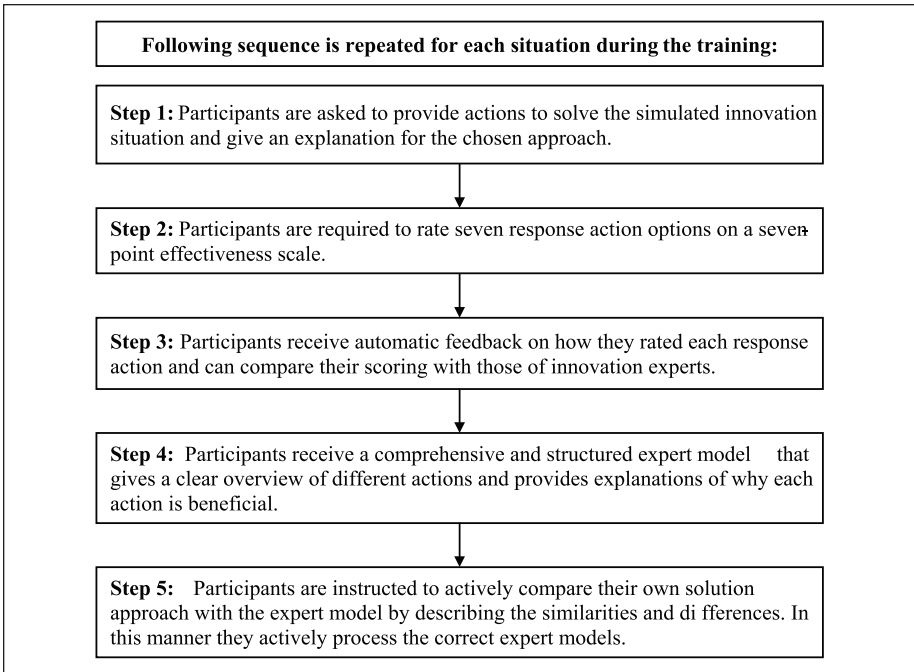 Following sequence is repeated for each situation during the training:
Step 1: Participants are asked to provide actions to solve the simulated innovation
situation and give an explanation for the chosen approach.
Step 2: Participants are required to rate seven response action options on a seven-
point effectiveness scale.
Step 3: Participants receive automatic feedback on how they rated each response
action and can compare their scoring with those of innovation experts.
Step 4: Participants receive a comprehensive and structured expert model that
gives a clear overview of different actions and provides explanations of why each
action is beneficial.
Step 5: Participants are instructed to actively compare their own solution
approach with the expert model by describing the similarities and di fferences. In
this manner they actively process the correct expert models.